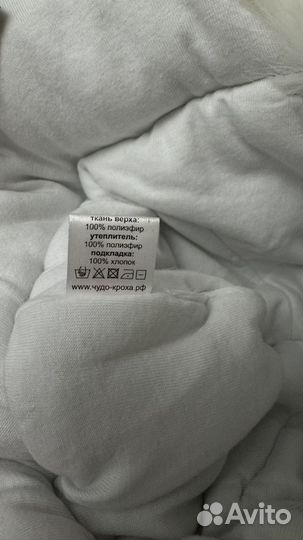 ткань верха:
100% полиэфир
утеплитель:
100% полиэфир
подкладка:
100% хлопок
www.чудо-кроха.рф
Avito